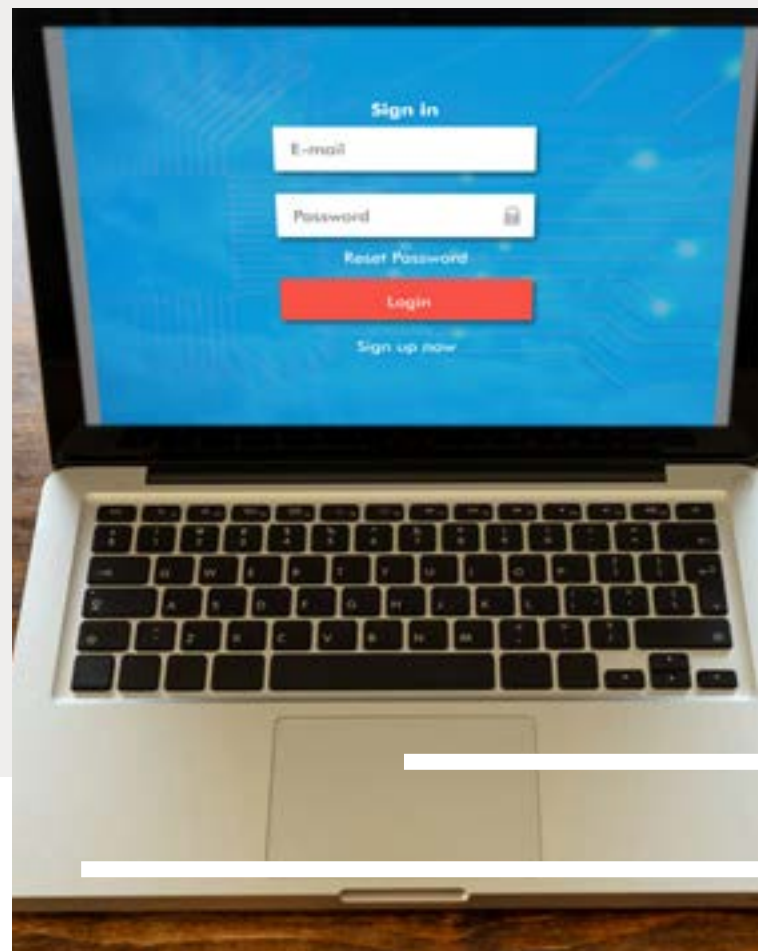 Sign in
E-mail
Password
Reset Password
Login
Sign up now
Q W E R T Y U I O P
A S D F G H J K L
Z X C V B N M